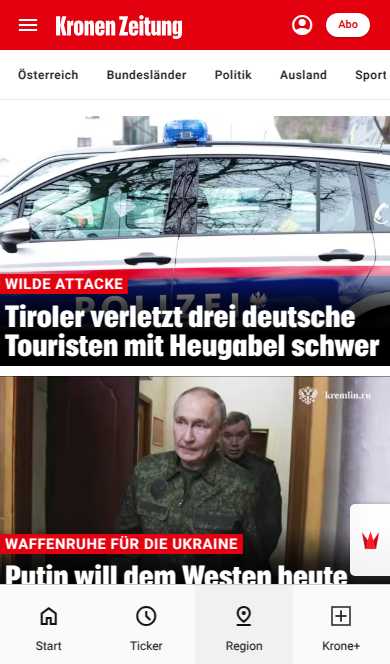 Kronen Zeitung
Abo
Österreich Bundesländer Politik Ausland Sport
POLIZEI
WILDE ATTACKE
Tiroler verletzt drei deutsche
Touristen mit Heugabel schwer
kremlin.ru
WAFFENRUHE FÜR DIE UKRAINE
Putin will dem Westen heute
Start Ticker Region Krone+